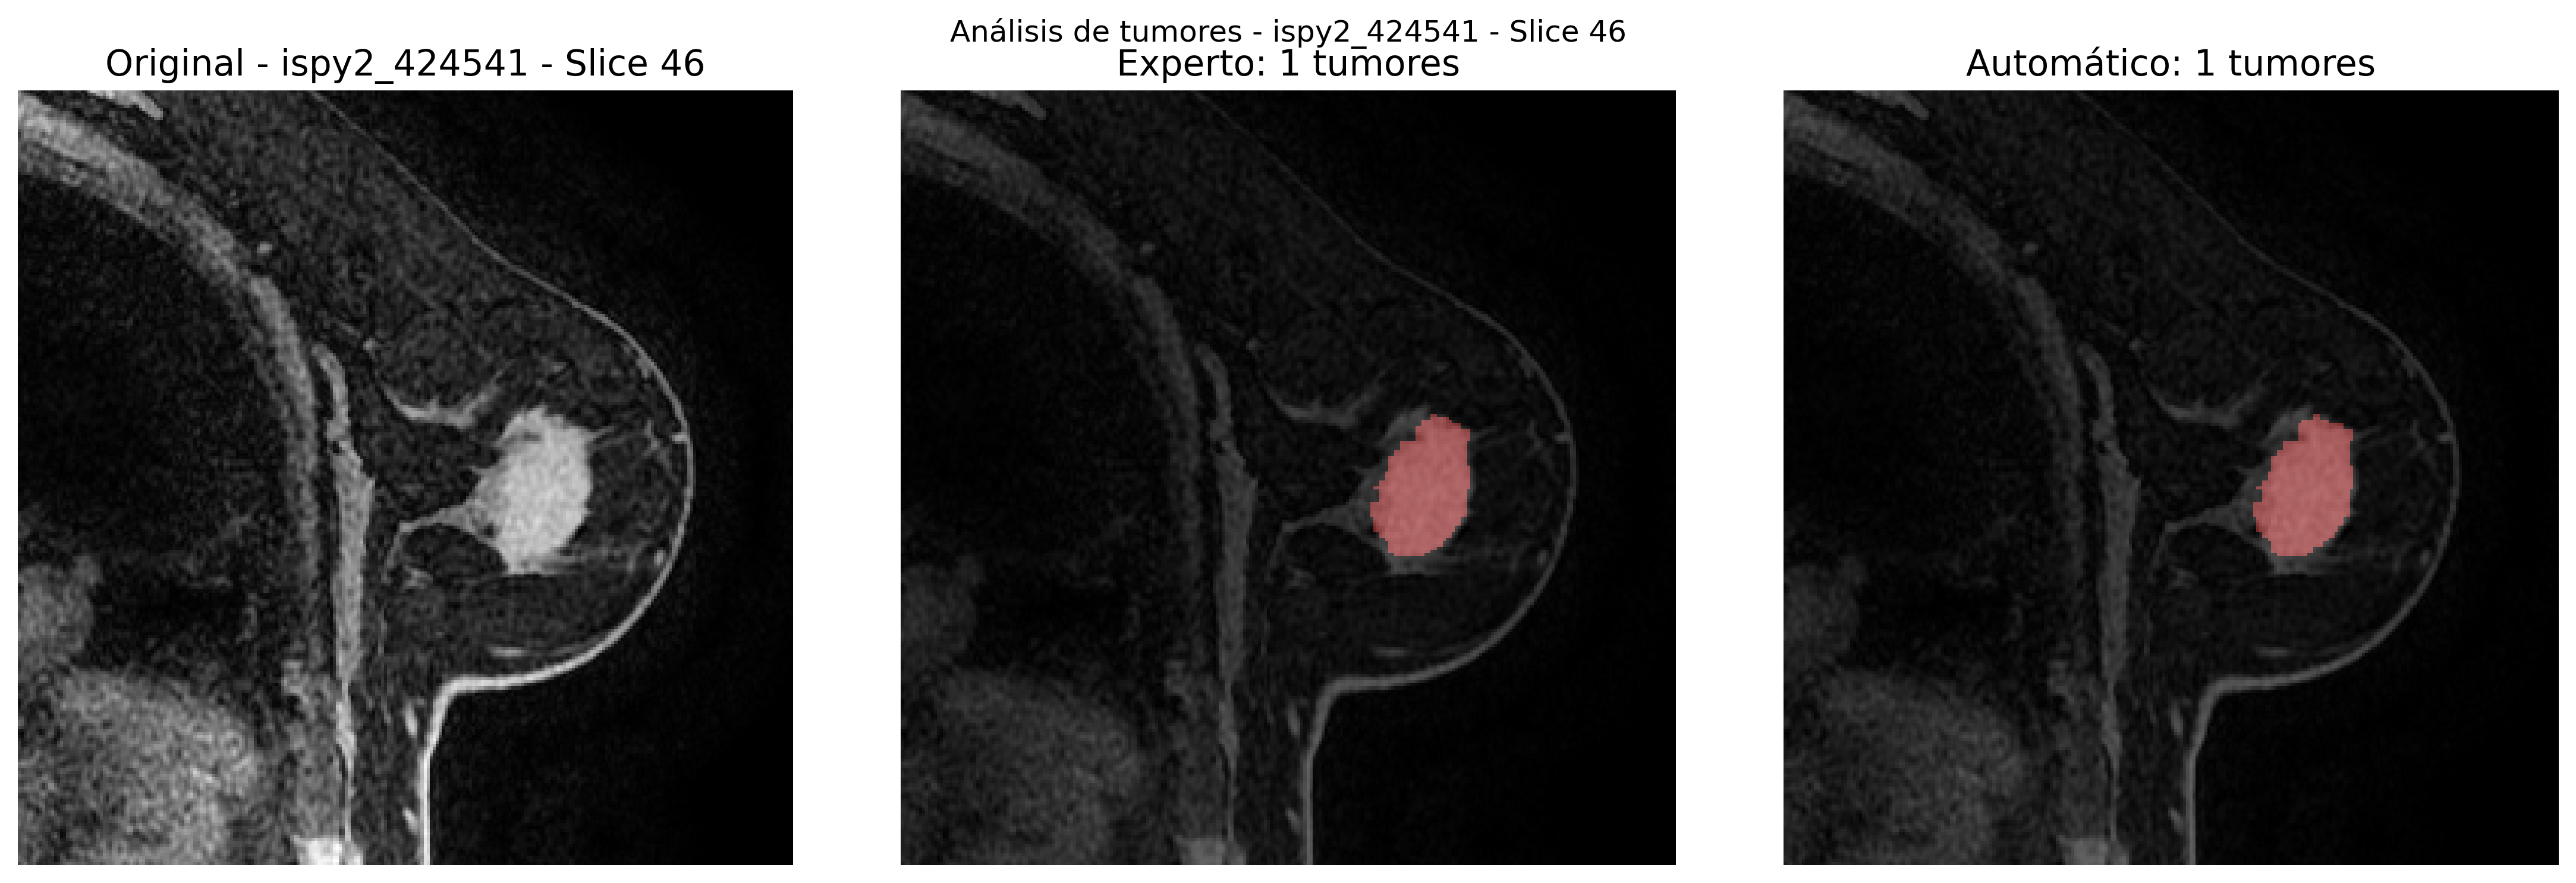 Análisis de tumores - ispy2_424541 - Slice 46
Original - ispy2_424541 - Slice 46
Experto: 1 tumores
Automático: 1 tumores